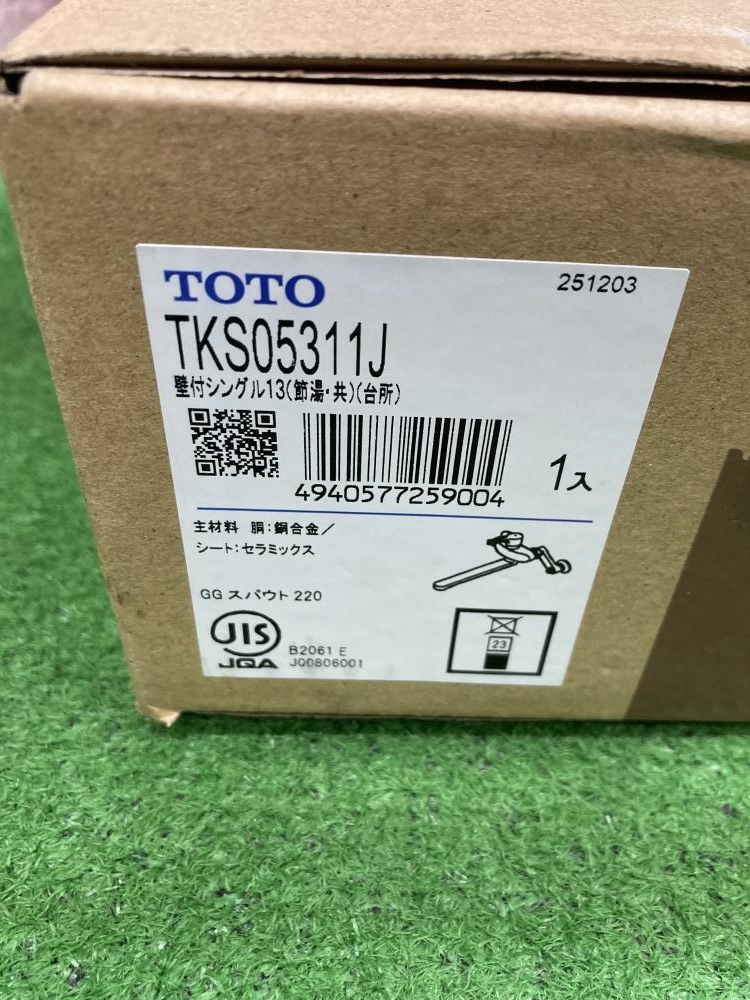 TOTO
251203
TKS05311J
壁付シングル13(節湯・共)(台所)
4940577259004
1入
主材料 胴:銅合金/
シート:セラミックス
GG スパウト 220
JIS
JQA
B2061 E
JQ0806001
23